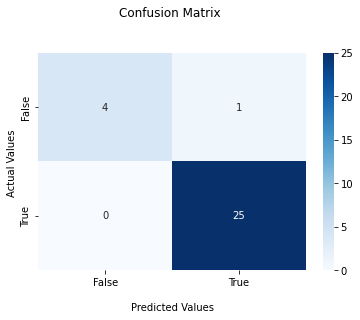 Confusion Matrix
Actual Values
False
True
4
1
0
25
False
True
Predicted Values
25
20
15
10
5
0